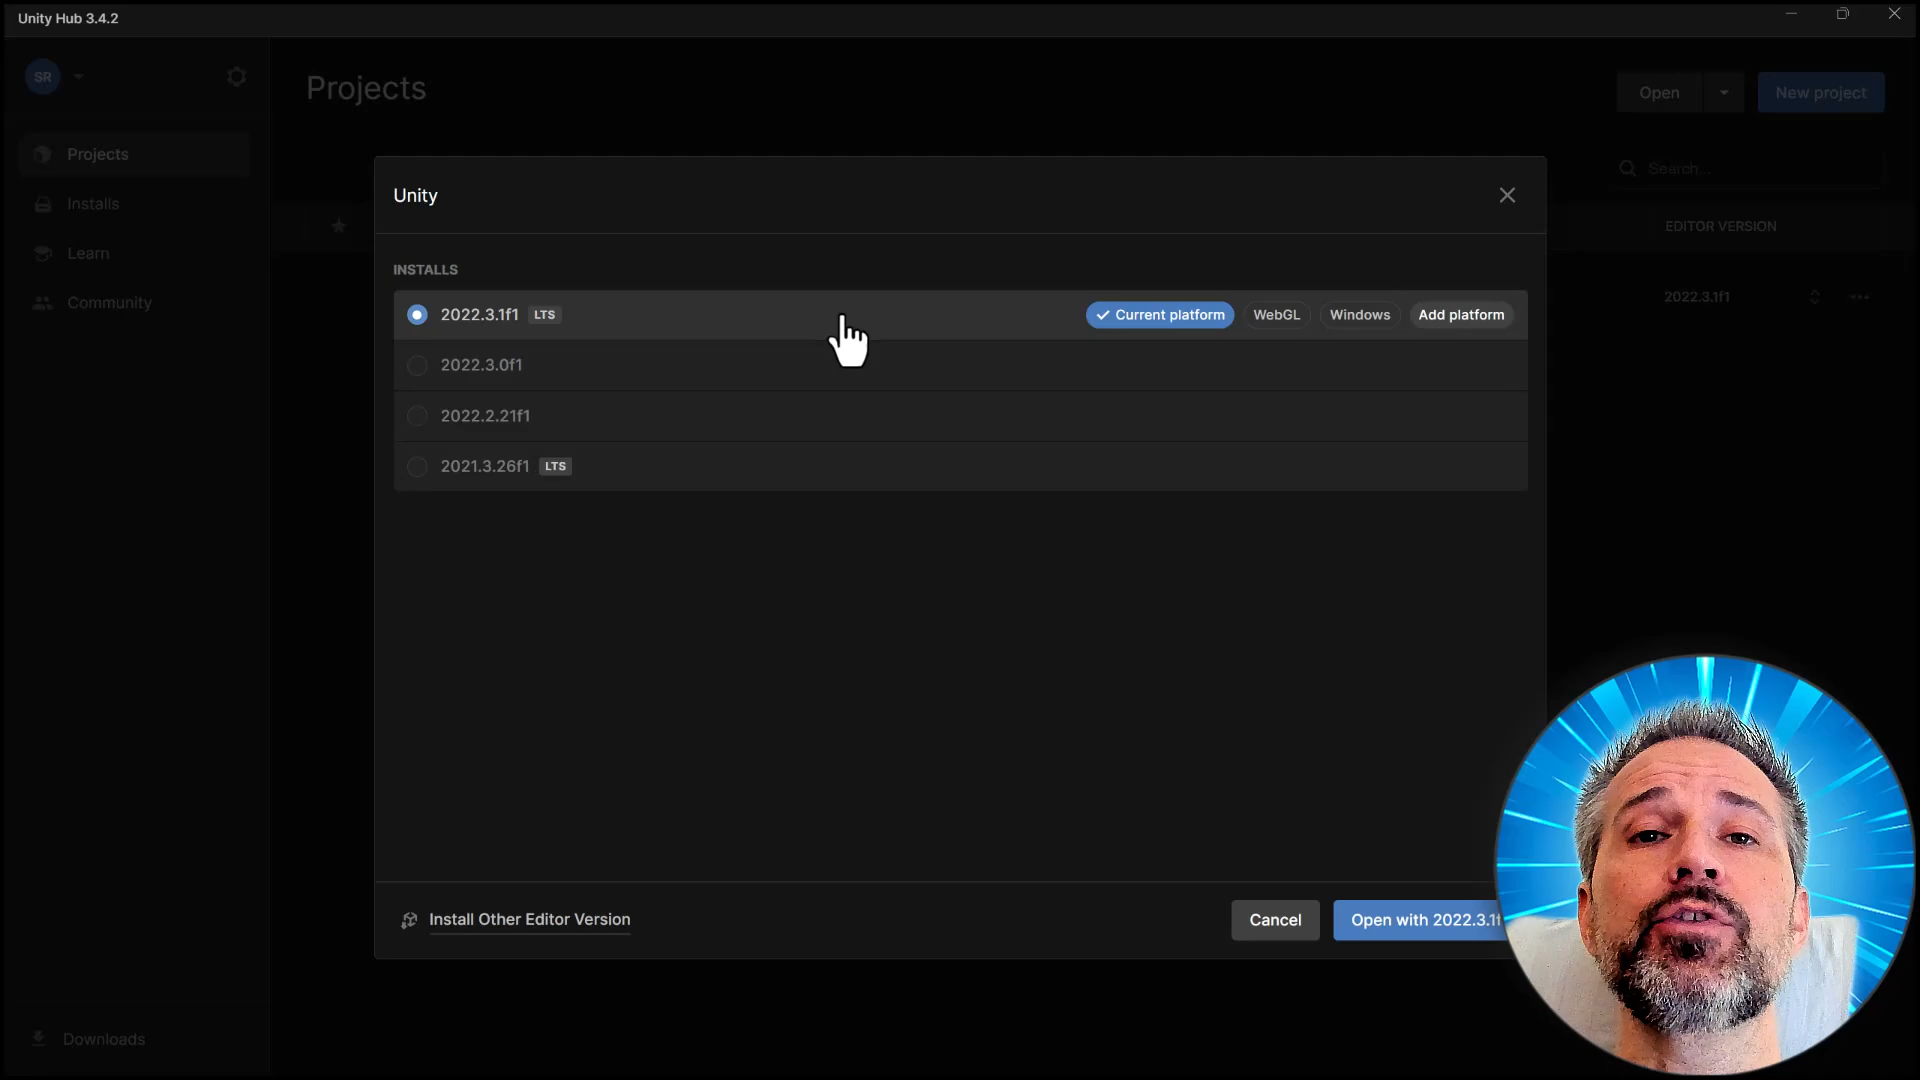 Unity Hub 3.4.2
SR
Projects
Open
New project
Projects
Installs
Learn
Community
Search...
EDITOR VERSION
2022.3.1f1
Unity
INSTALLS
2022.3.1f1 LTS
Current platform WebGL Windows Add platform
2022.3.0f1
2022.2.21f1
2021.3.26f1 LTS
Install Other Editor Version
Cancel
Open with 2022.3.1f
Downloads